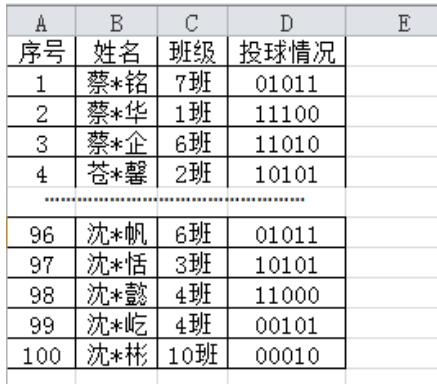 A B C D E
序号 姓名 班级 投球情况
1 蔡*铭 7班 01011
2 蔡*华 1班 11100
3 蔡*企 6班 11010
4 苍*馨 2班 10101
96 沈*帆 6班 01011
97 沈*恬 3班 10101
98 沈*懿 4班 11000
99 沈*屹 4班 00101
100 沈*彬 10班 00010